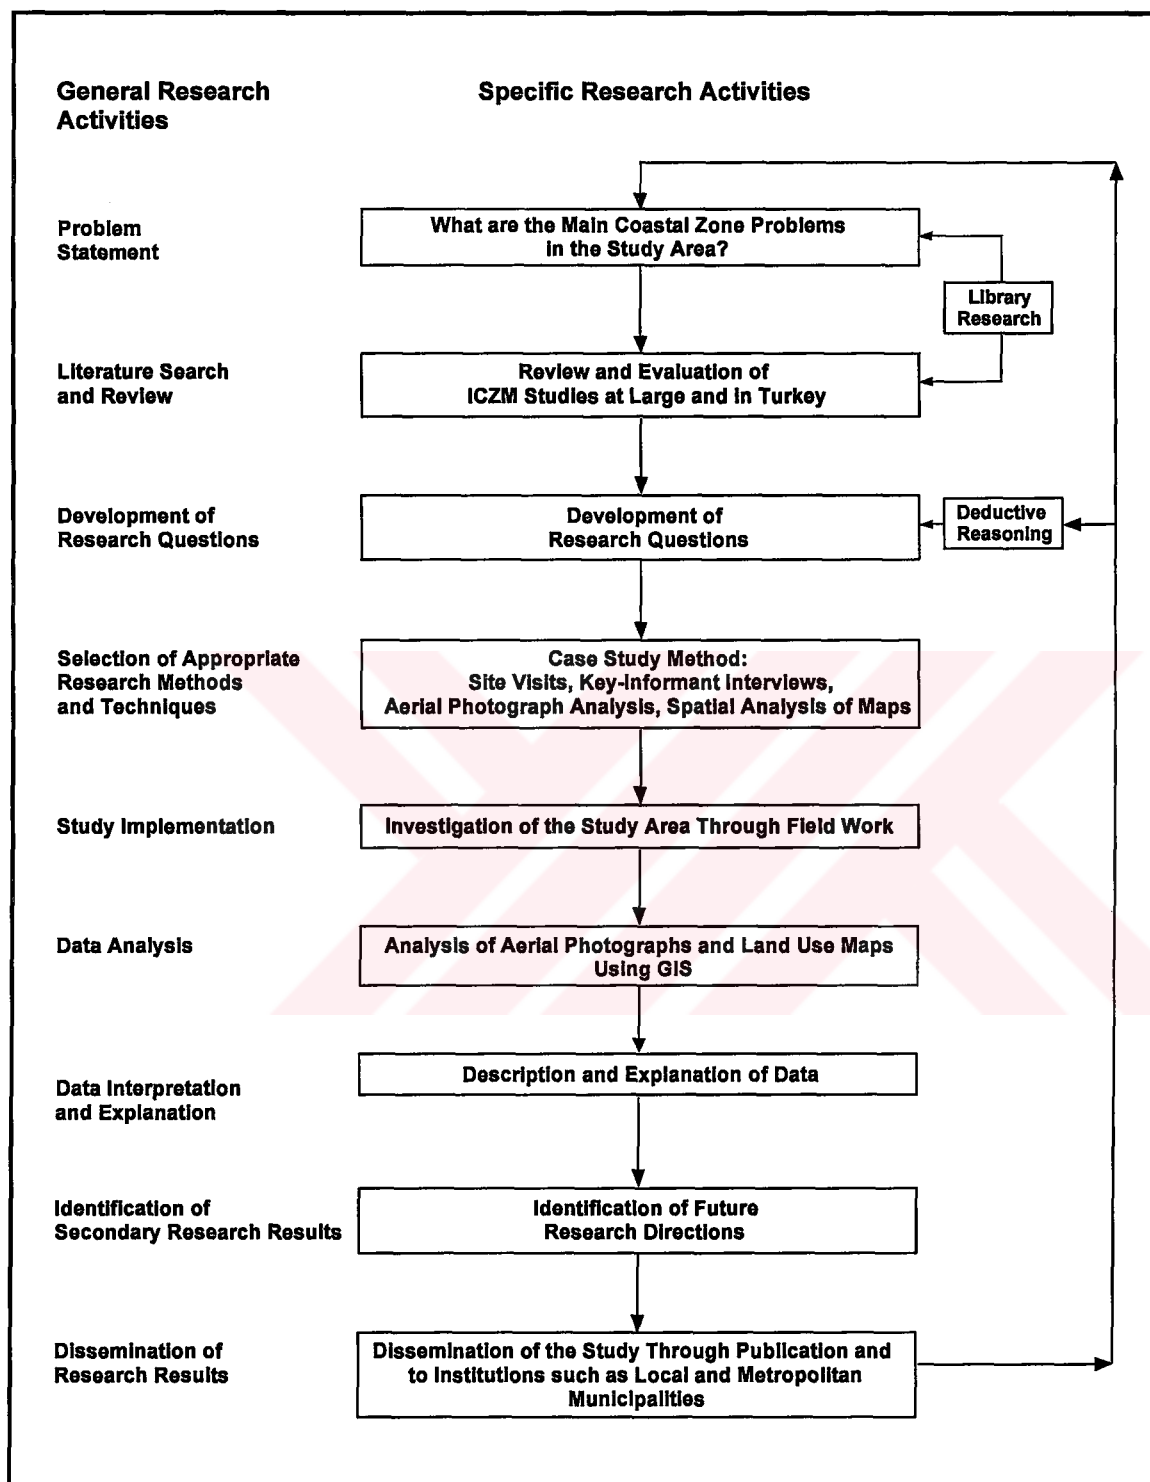 General Research
Activities
Specific Research Activities
Problem
Statement
What are the Main Coastal Zone Problems
in the Study Area?
Library
Research
Literature Search
and Review
Review and Evaluation of
ICZM Studies at Large and in Turkey
Development of
Research Questions
Development of
Research Questions
Deductive
Reasoning
Selection of Appropriate
Research Methods
and Techniques
Case Study Method:
Site Visits, Key-Informant Interviews,
Aerial Photograph Analysis, Spatial Analysis of Maps
Study Implementation
Investigation of the Study Area Through Field Work
Data Analysis
Analysis of Aerial Photographs and Land Use Maps
Using GIS
Data Interpretation
and Explanation
Description and Explanation of Data
Identification of
Secondary Research Results
Identification of Future
Research Directions
Dissemination of
Research Results
Dissemination of the Study Through Publication and
to Institutions such as Local and Metropolitan
Municipalities